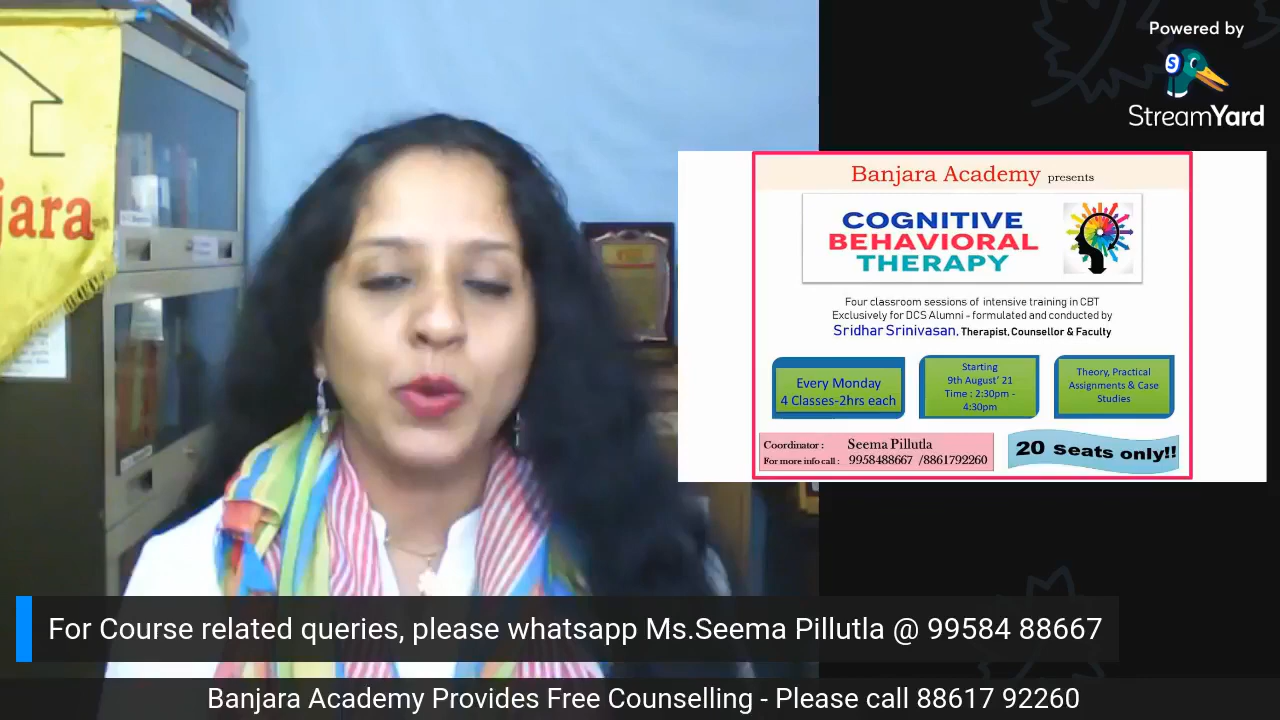 jara
Powered by
StreamYard
Banjara Academy presents
COGNITIVE
BEHAVIORAL
THERAPY
Four classroom sessions of intensive training in CBT
Exclusively for DCS Alumni - formulated and conducted by
Sridhar Srinivasan, Therapist, Counsellor & Faculty
Every Monday
4 Classes-2hrs each
Starting
9th August' 21
Time : 2:30pm -
4:30pm
Theory, Practical
Assignments & Case
Studies
Coordinator : Seema Pillutla
For more info call : 9958488667 /8861792260
20 Seats only!!
For Course related queries, please whatsapp Ms.Seema Pillutla @ 99584 88667
Banjara Academy Provides Free Counselling - Please call 88617 92260